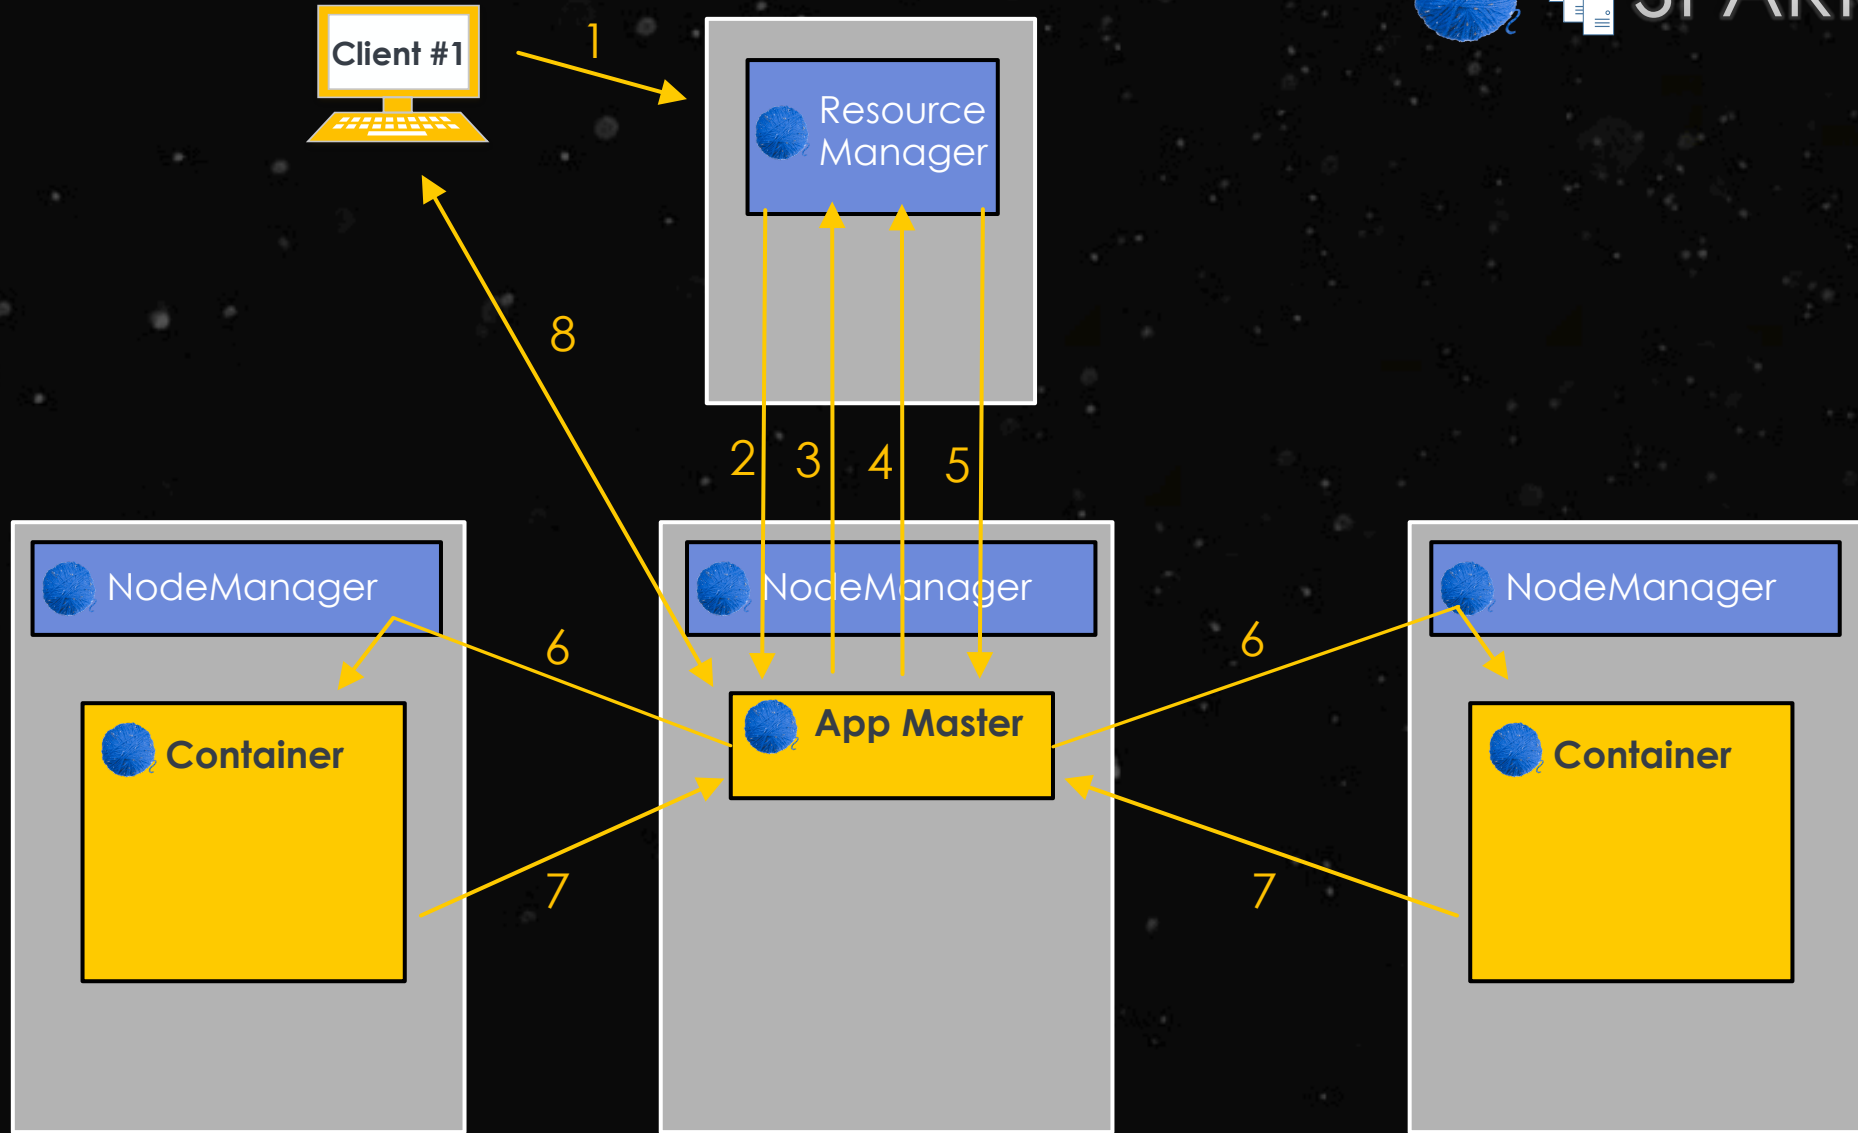 Client #1
1
Resource
Manager
8
2 3 4 5
NodeManager
NodeManager
NodeManager
6
6
App Master
Container
Container
7
7